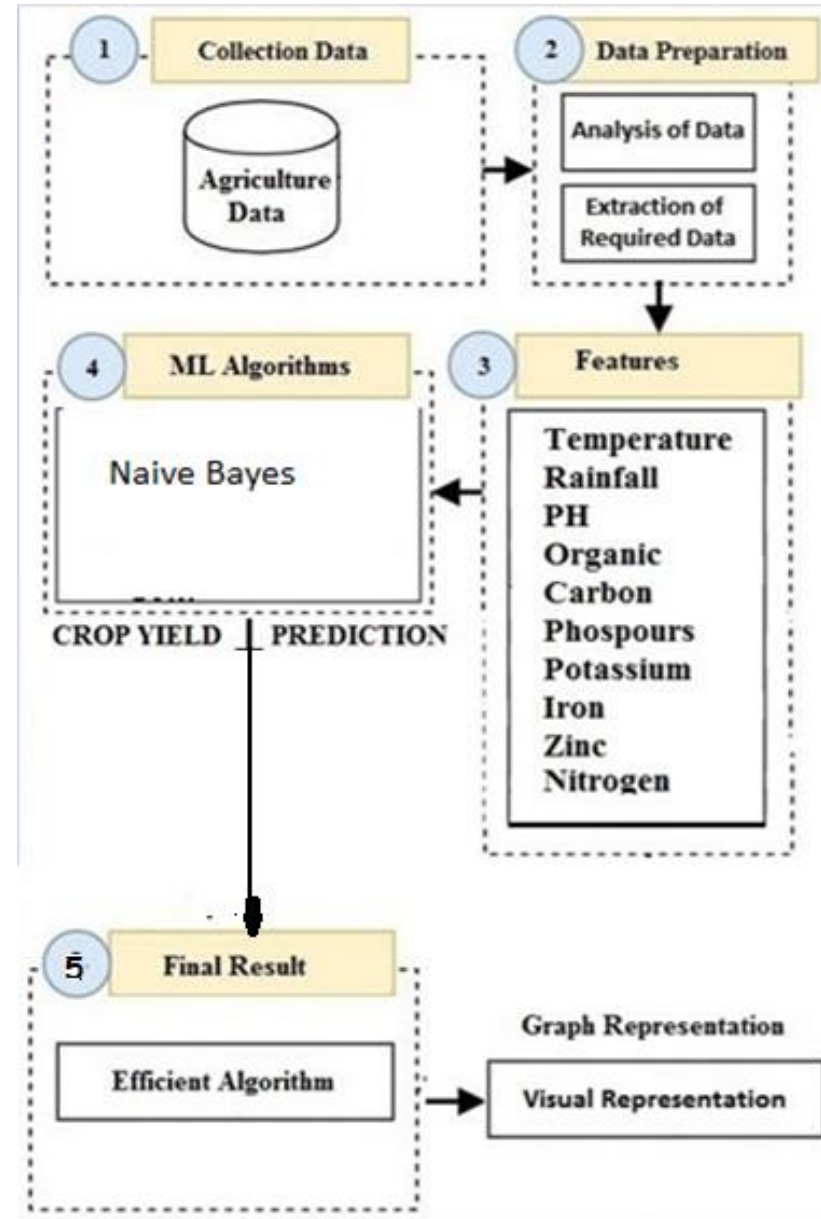 1
Collection Data
Agriculture
Data
2
Data Preparation
Analysis of Data
Extraction of
Required Data
3
Features
Temperature
Rainfall
PH
Organic
Carbon
Phospours
Potassium
Iron
Zinc
Nitrogen
4
ML Algorithms
Naive Bayes
CROP YIELD PREDICTION
5
Final Result
Efficient Algorithm
Graph Representation
Visual Representation